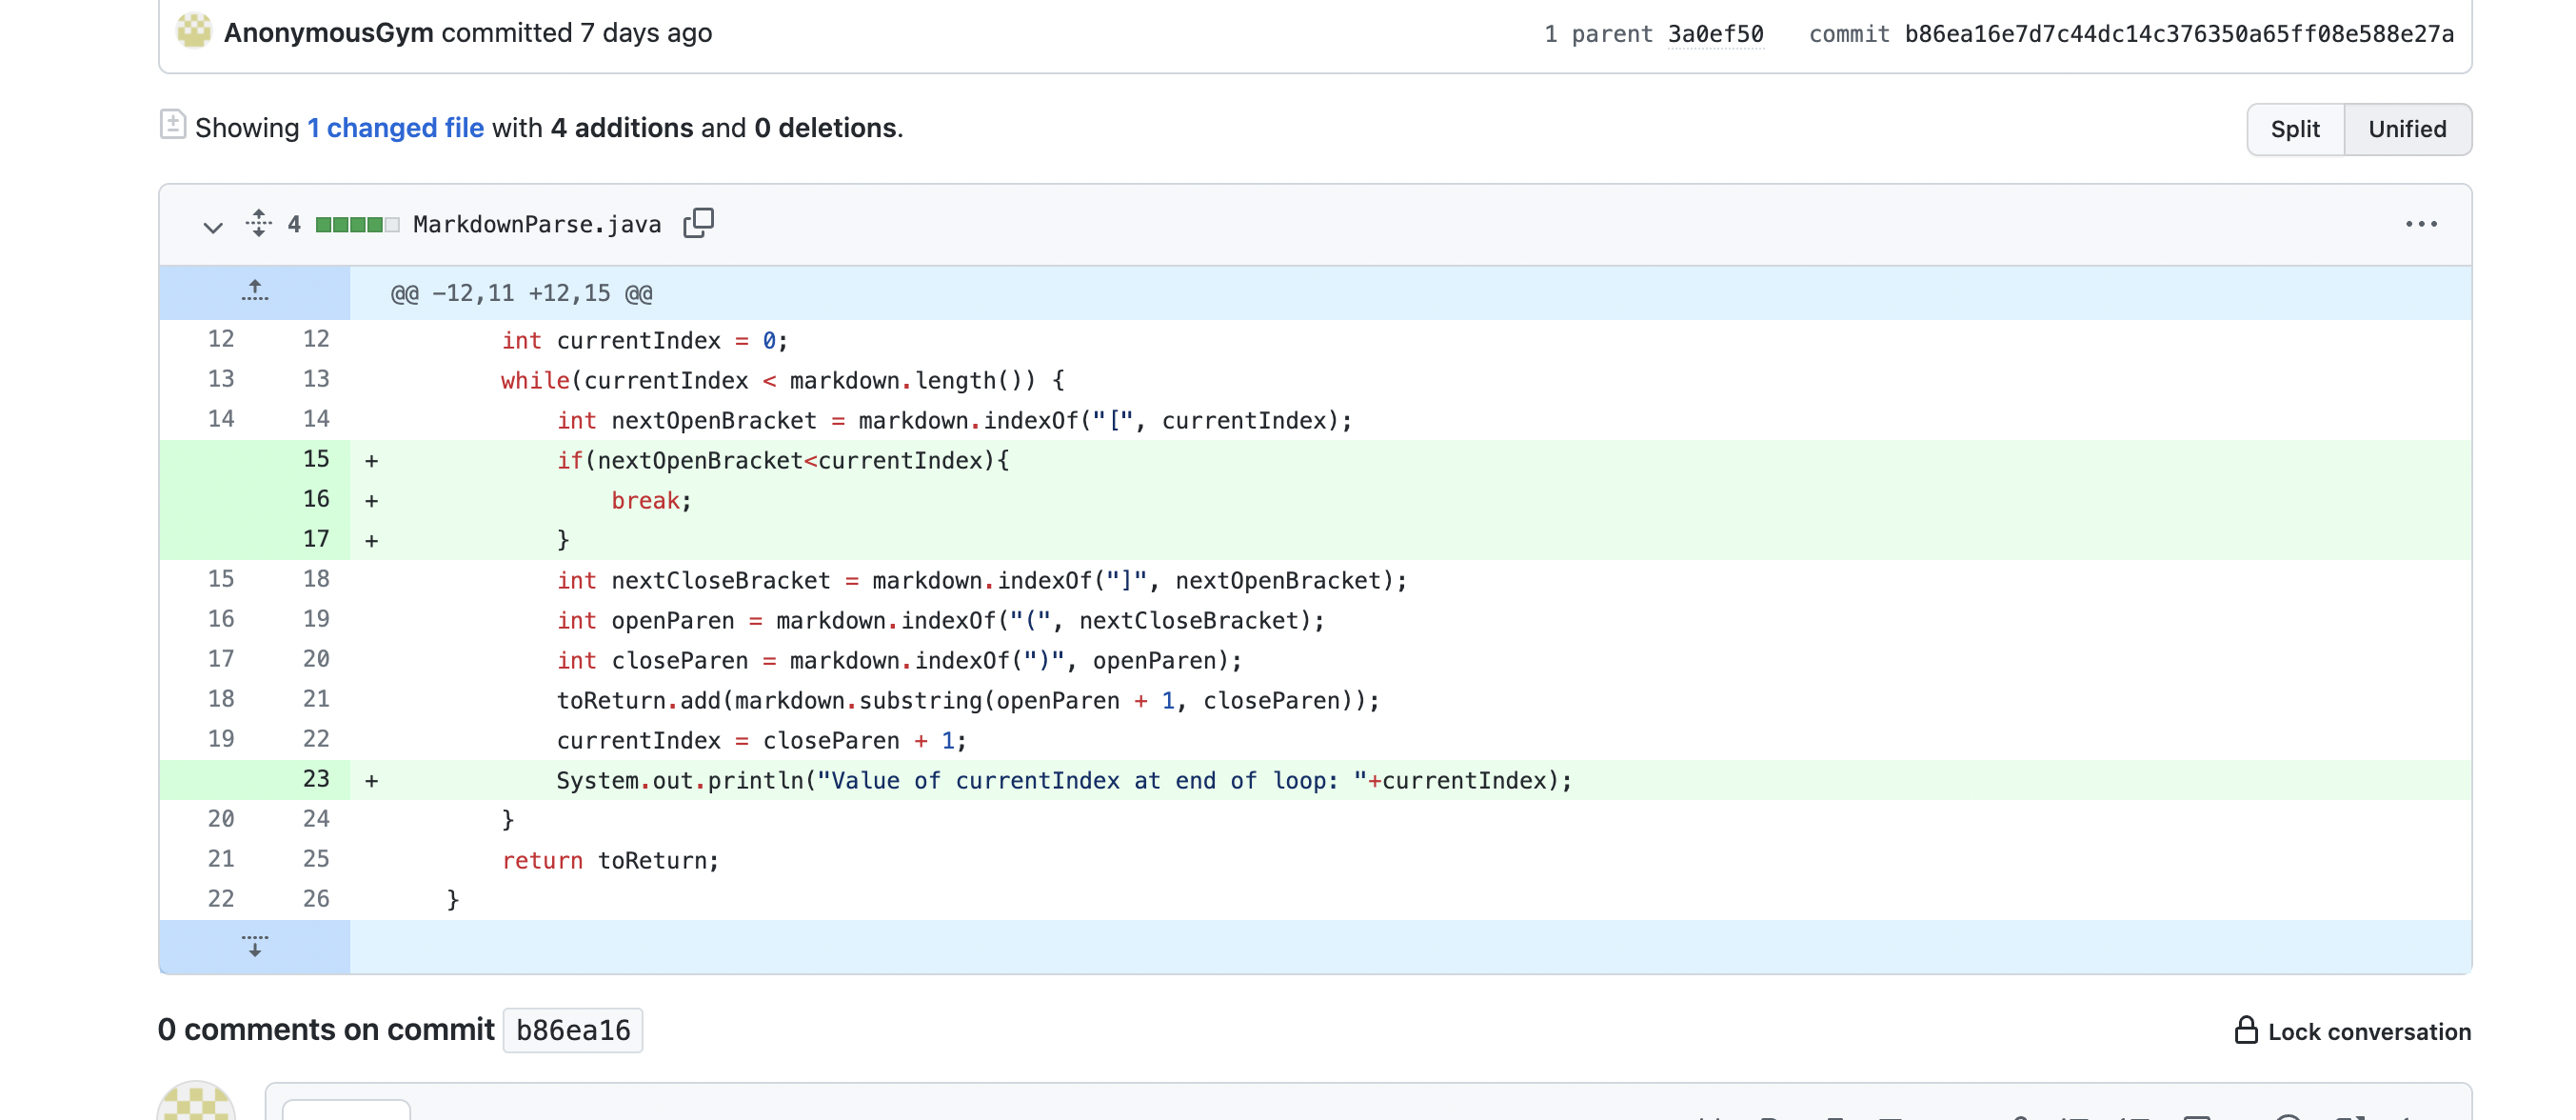 AnonymousGym committed 7 days ago 1 parent 3a0ef50 commit b86ea16e7d7c44dc14c376350a65ff08e588e27a
Showing 1 changed file with 4 additions and 0 deletions. Split Unified
4 MarkdownParse.java
@@ -12,11 +12,15 @@
12 12 int currentIndex = 0;
13 13 while(currentIndex < markdown.length()) {
14 14 int nextOpenBracket = markdown.indexOf("[", currentIndex);
15 + if(nextOpenBracket<currentIndex){
16 + break;
17 + }
15 18 int nextCloseBracket = markdown.indexOf("]", nextOpenBracket);
16 19 int openParen = markdown.indexOf("(", nextCloseBracket);
17 20 int closeParen = markdown.indexOf(")", openParen);
18 21 toReturn.add(markdown.substring(openParen + 1, closeParen));
19 22 currentIndex = closeParen + 1;
23 + System.out.println("Value of currentIndex at end of loop: "+currentIndex);
20 24 }
21 25 return toReturn;
22 26 }
0 comments on commit b86ea16 Lock conversation